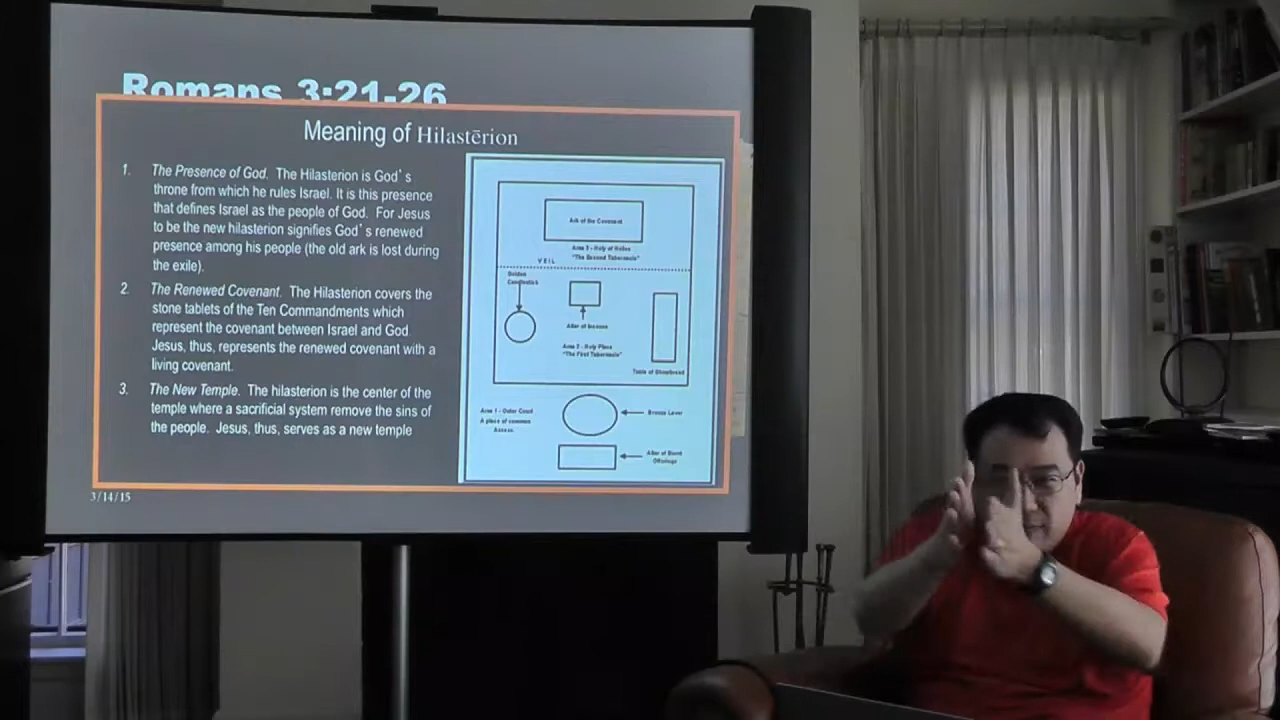 Romans 3:21-26
Meaning of Hilastērion
1. The Presence of God. The Hilasterion is God's
throne from which he rules Israel. It is this presence
that defines Israel as the people of God. For Jesus
to be the new hilasterion signifies God's renewed
presence among his people (the old ark is lost during
the exile).
2. The Renewed Covenant. The Hilasterion covers the
stone tablets of the Ten Commandments which
represent the covenant between Israel and God.
Jesus, thus, represents the renewed covenant with a
living covenant.
3. The New Temple. The hilasterion is the center of the
temple where a sacrificial system remove the sins of
the people. Jesus, thus, serves as a new temple
Ark of the Covenant
Area 3 - Holy of Holies
"The Second Tabernacle"
VEIL
Golden
Candlestick
Altar of Incense
Area 2 - Holy Place
"The First Tabernacle"
Table of Showbread
Area 1 - Outer Court
A place of common
Access.
Bronze Laver
Altar of Burnt
Offerings
3/14/15